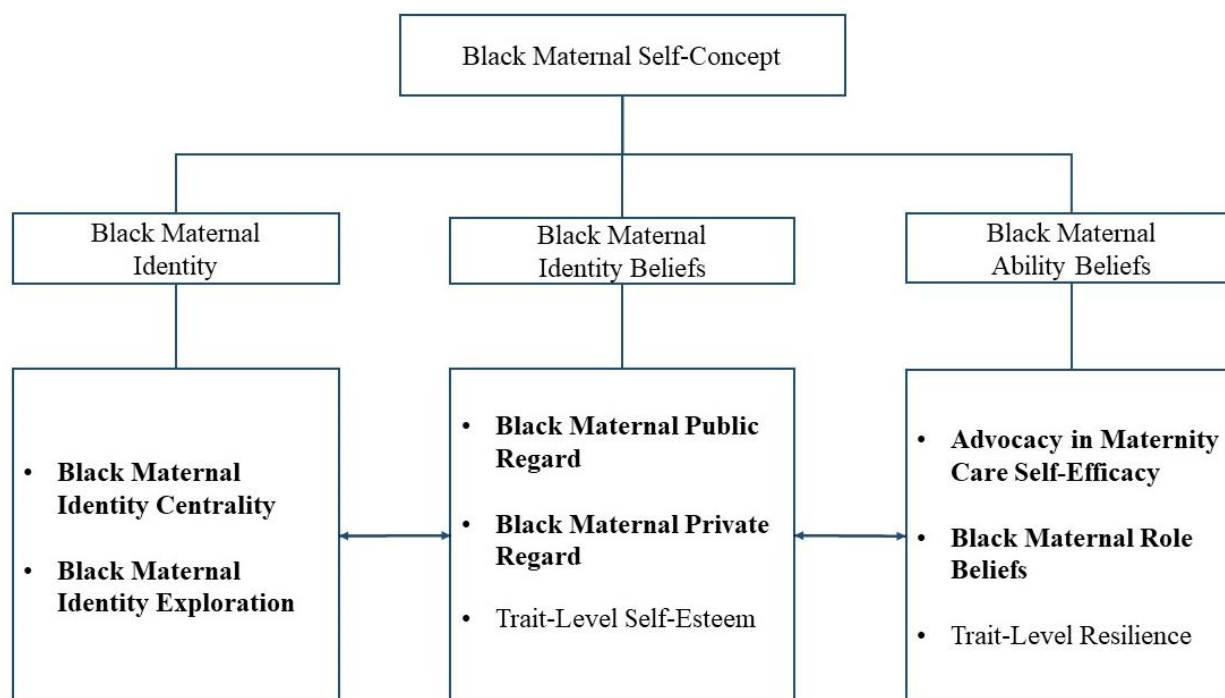 Black Maternal Self-Concept
Black Maternal
Identity
Black Maternal
Identity Beliefs
Black Maternal
Ability Beliefs
• Black Maternal
Identity Centrality
• Black Maternal
Identity Exploration
• Black Maternal Public
Regard
• Black Maternal Private
Regard
• Trait-Level Self-Esteem
• Advocacy in Maternity
Care Self-Efficacy
• Black Maternal Role
Beliefs
• Trait-Level Resilience